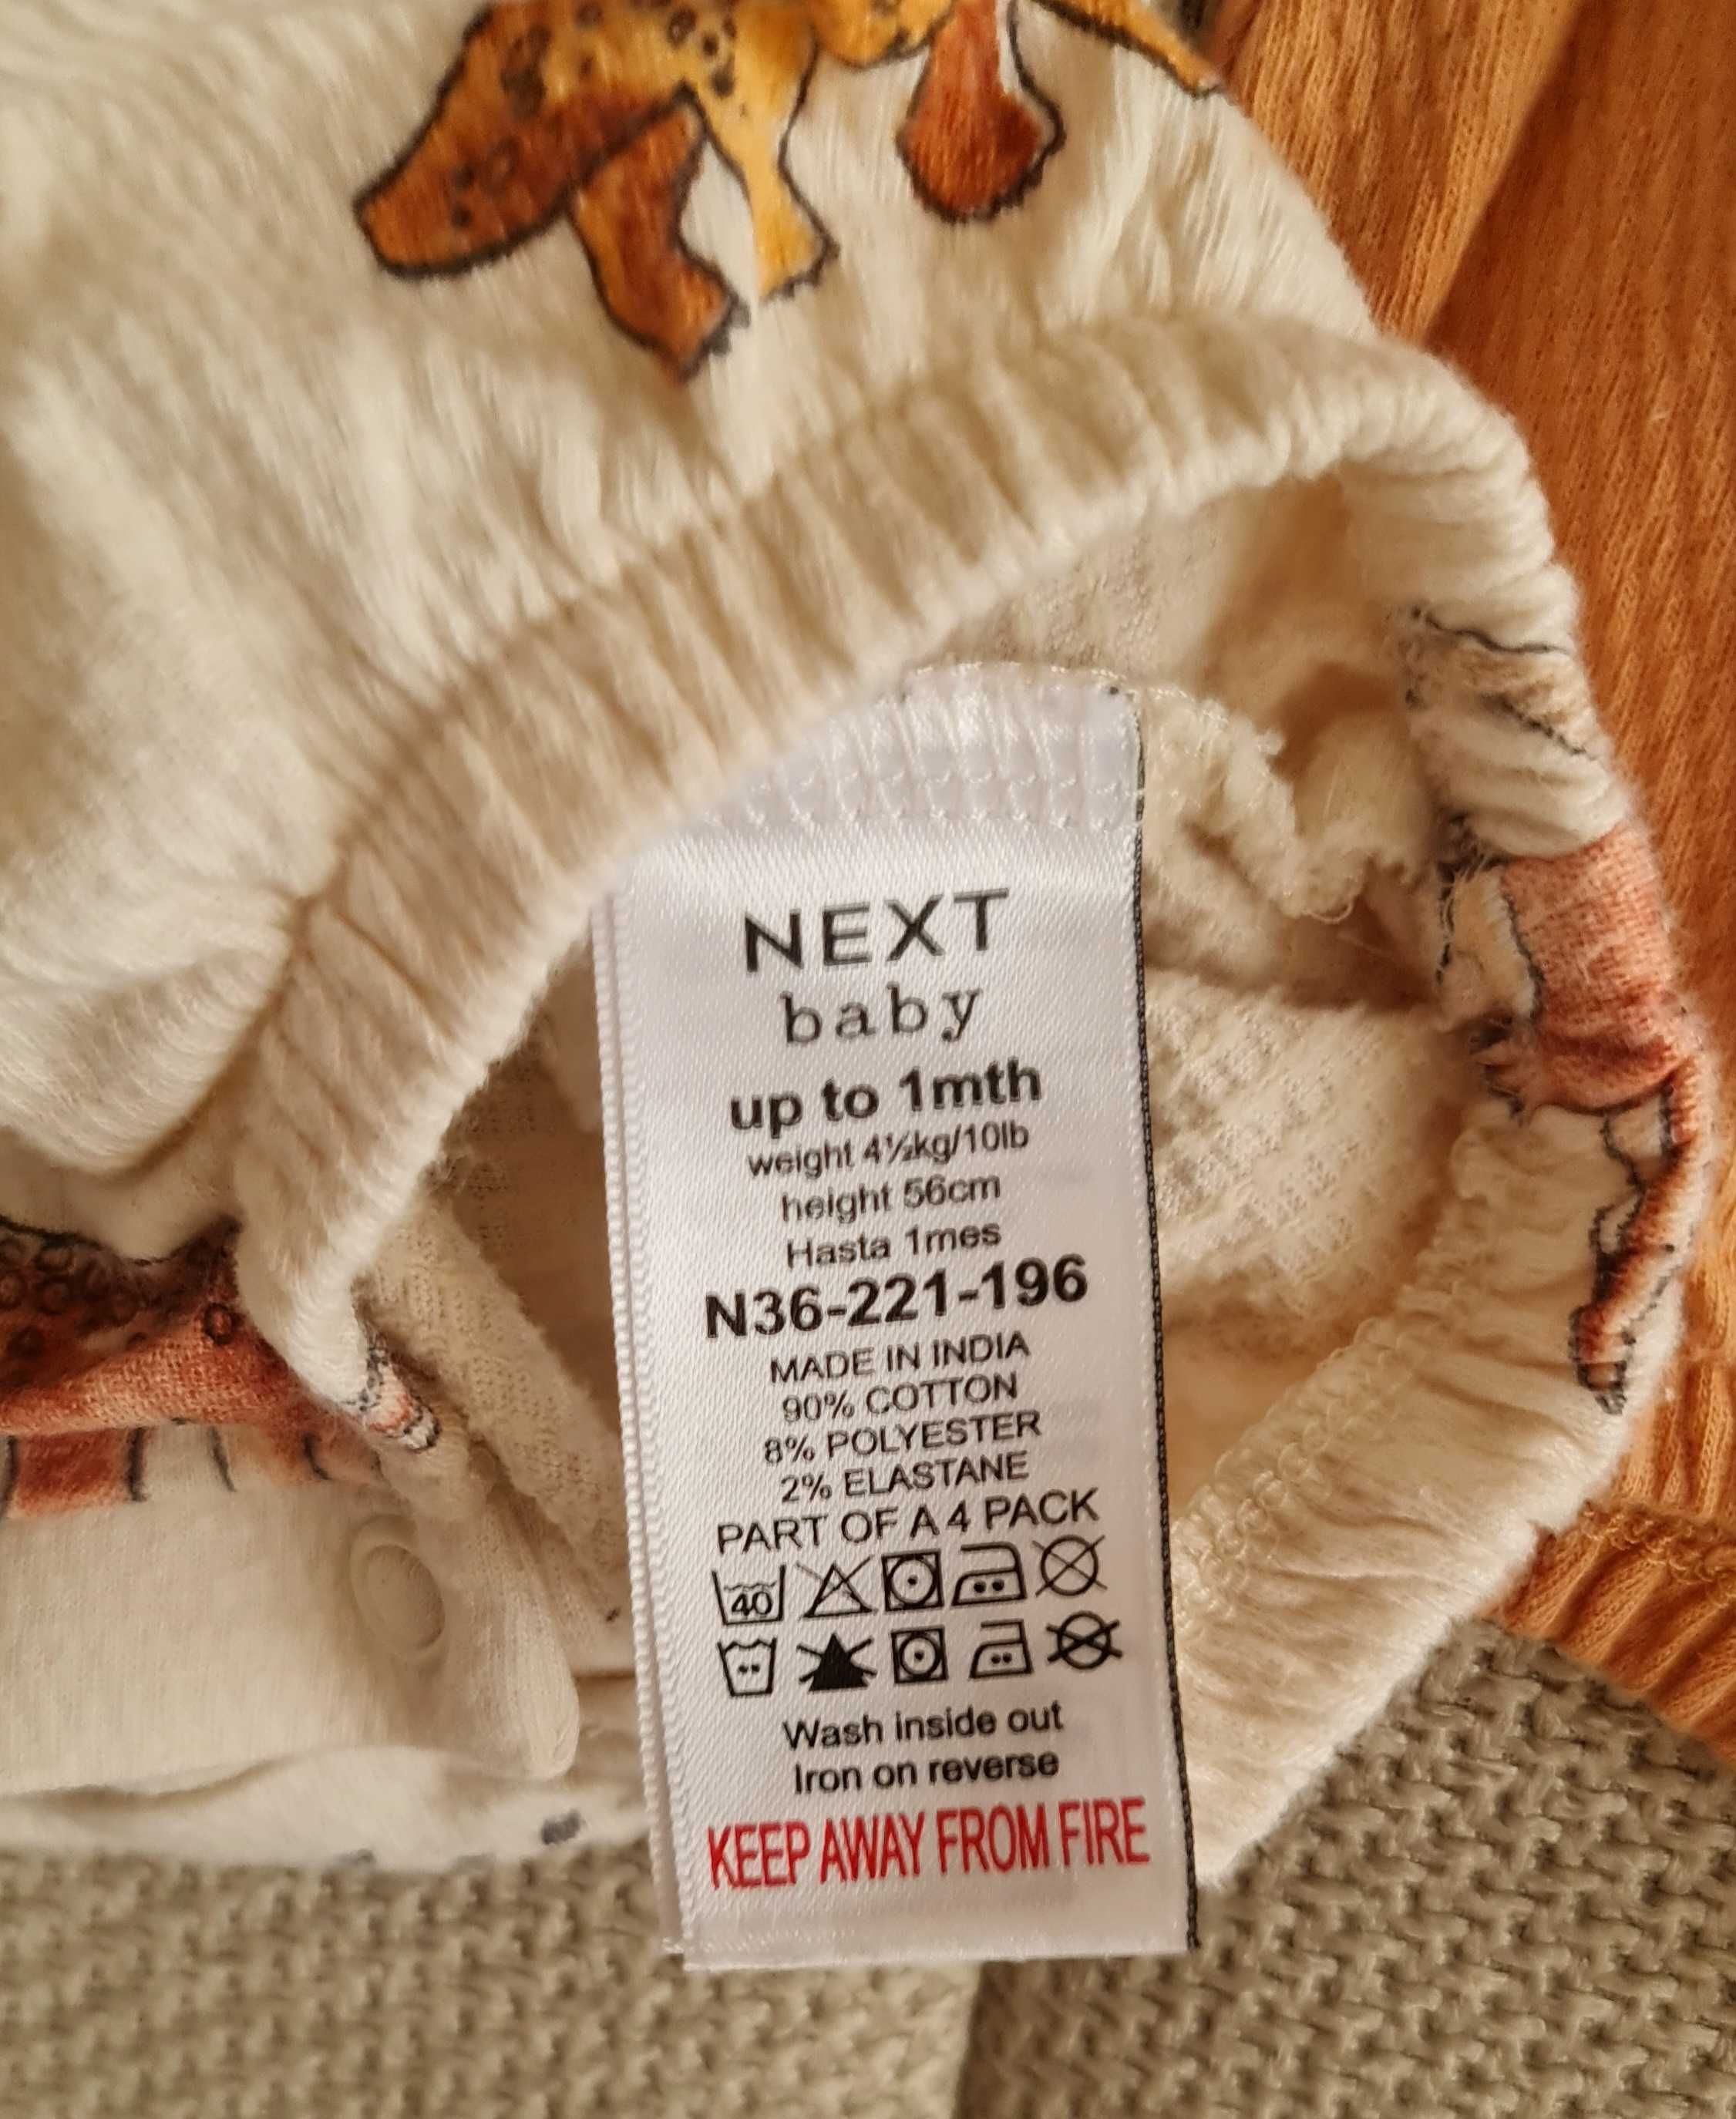 NEXT
baby
up to 1mth
weight 4½kg/10lb
height 56cm
Hasta 1mes
N36-221-196
MADE IN INDIA
90% COTTON
8% POLYESTER
2% ELASTANE
PART OF A 4 PACK
40
Wash inside out
Iron on reverse
KEEP AWAY FROM FIRE